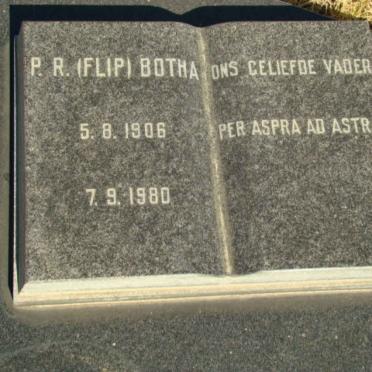 P. R. (FLIP) BOTHA
5. 8. 1906
7. 9. 1980
ONS GELIEFDE VADER
PER ASPRA AD ASTR